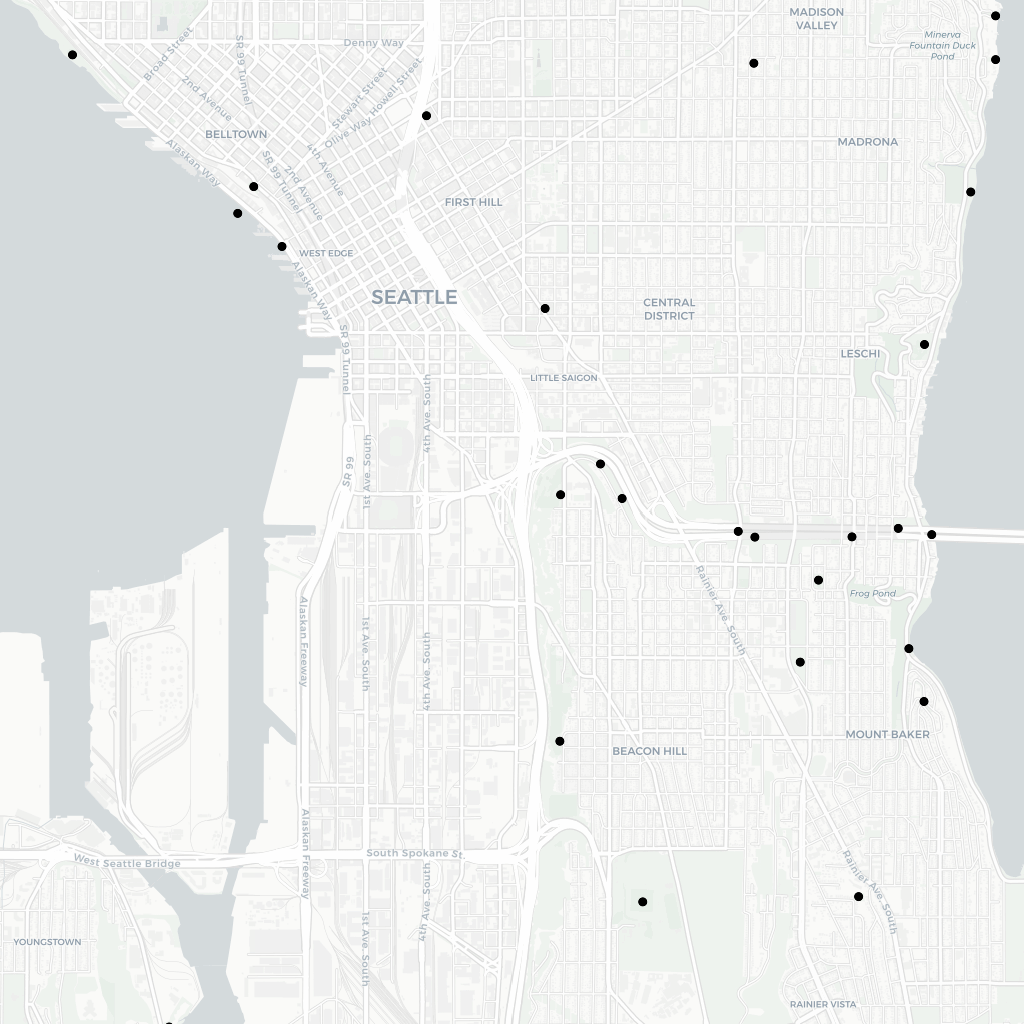 MADISON
VALLEY
Minerva
Fountain Duck
Pond
Denny Way
Broad Street
SR 99 Tunnel
Stewart Street
Olive Way
Howell Street
2nd Avenue
BELLTOWN
MADRONA
Alaskan Way
SR 99 Tunnel
4th Avenue
2nd Avenue
FIRST HILL
WEST EDGE
Alaskan Way
SEATTLE
CENTRAL
DISTRICT
SR 99 Tunnel
LESCHI
LITTLE SAIGON
4th Ave. South
1st Ave. South
SR 99
Rainier Ave. South
Frog Pond
Alaskan Freeway
1st Ave. South
4th Ave. South
MOUNT BAKER
BEACON HILL
Alaskan Freeway
South Spokane St.
West Seattle Bridge
Rainier Ave. South
4th Ave. South
1st Ave. South
YOUNGSTOWN
RAINIER VISTA